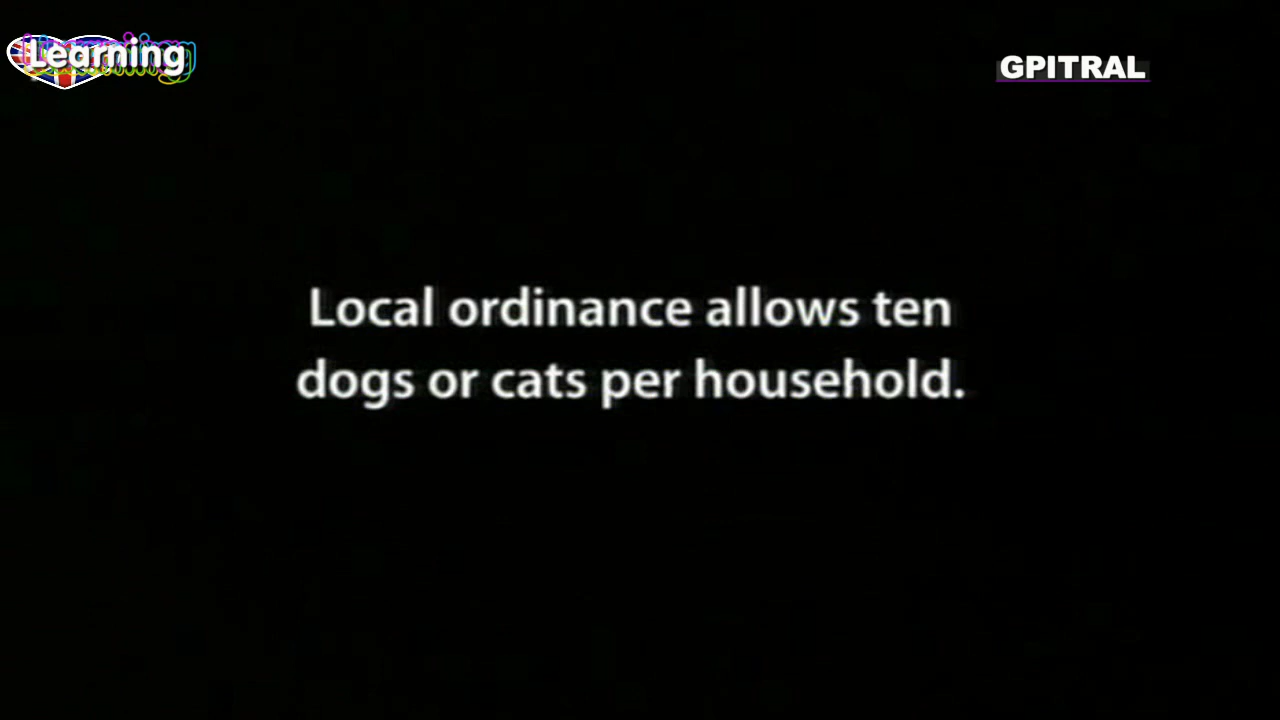 Learning
GPITRAL
Local ordinance allows ten
dogs or cats per household.